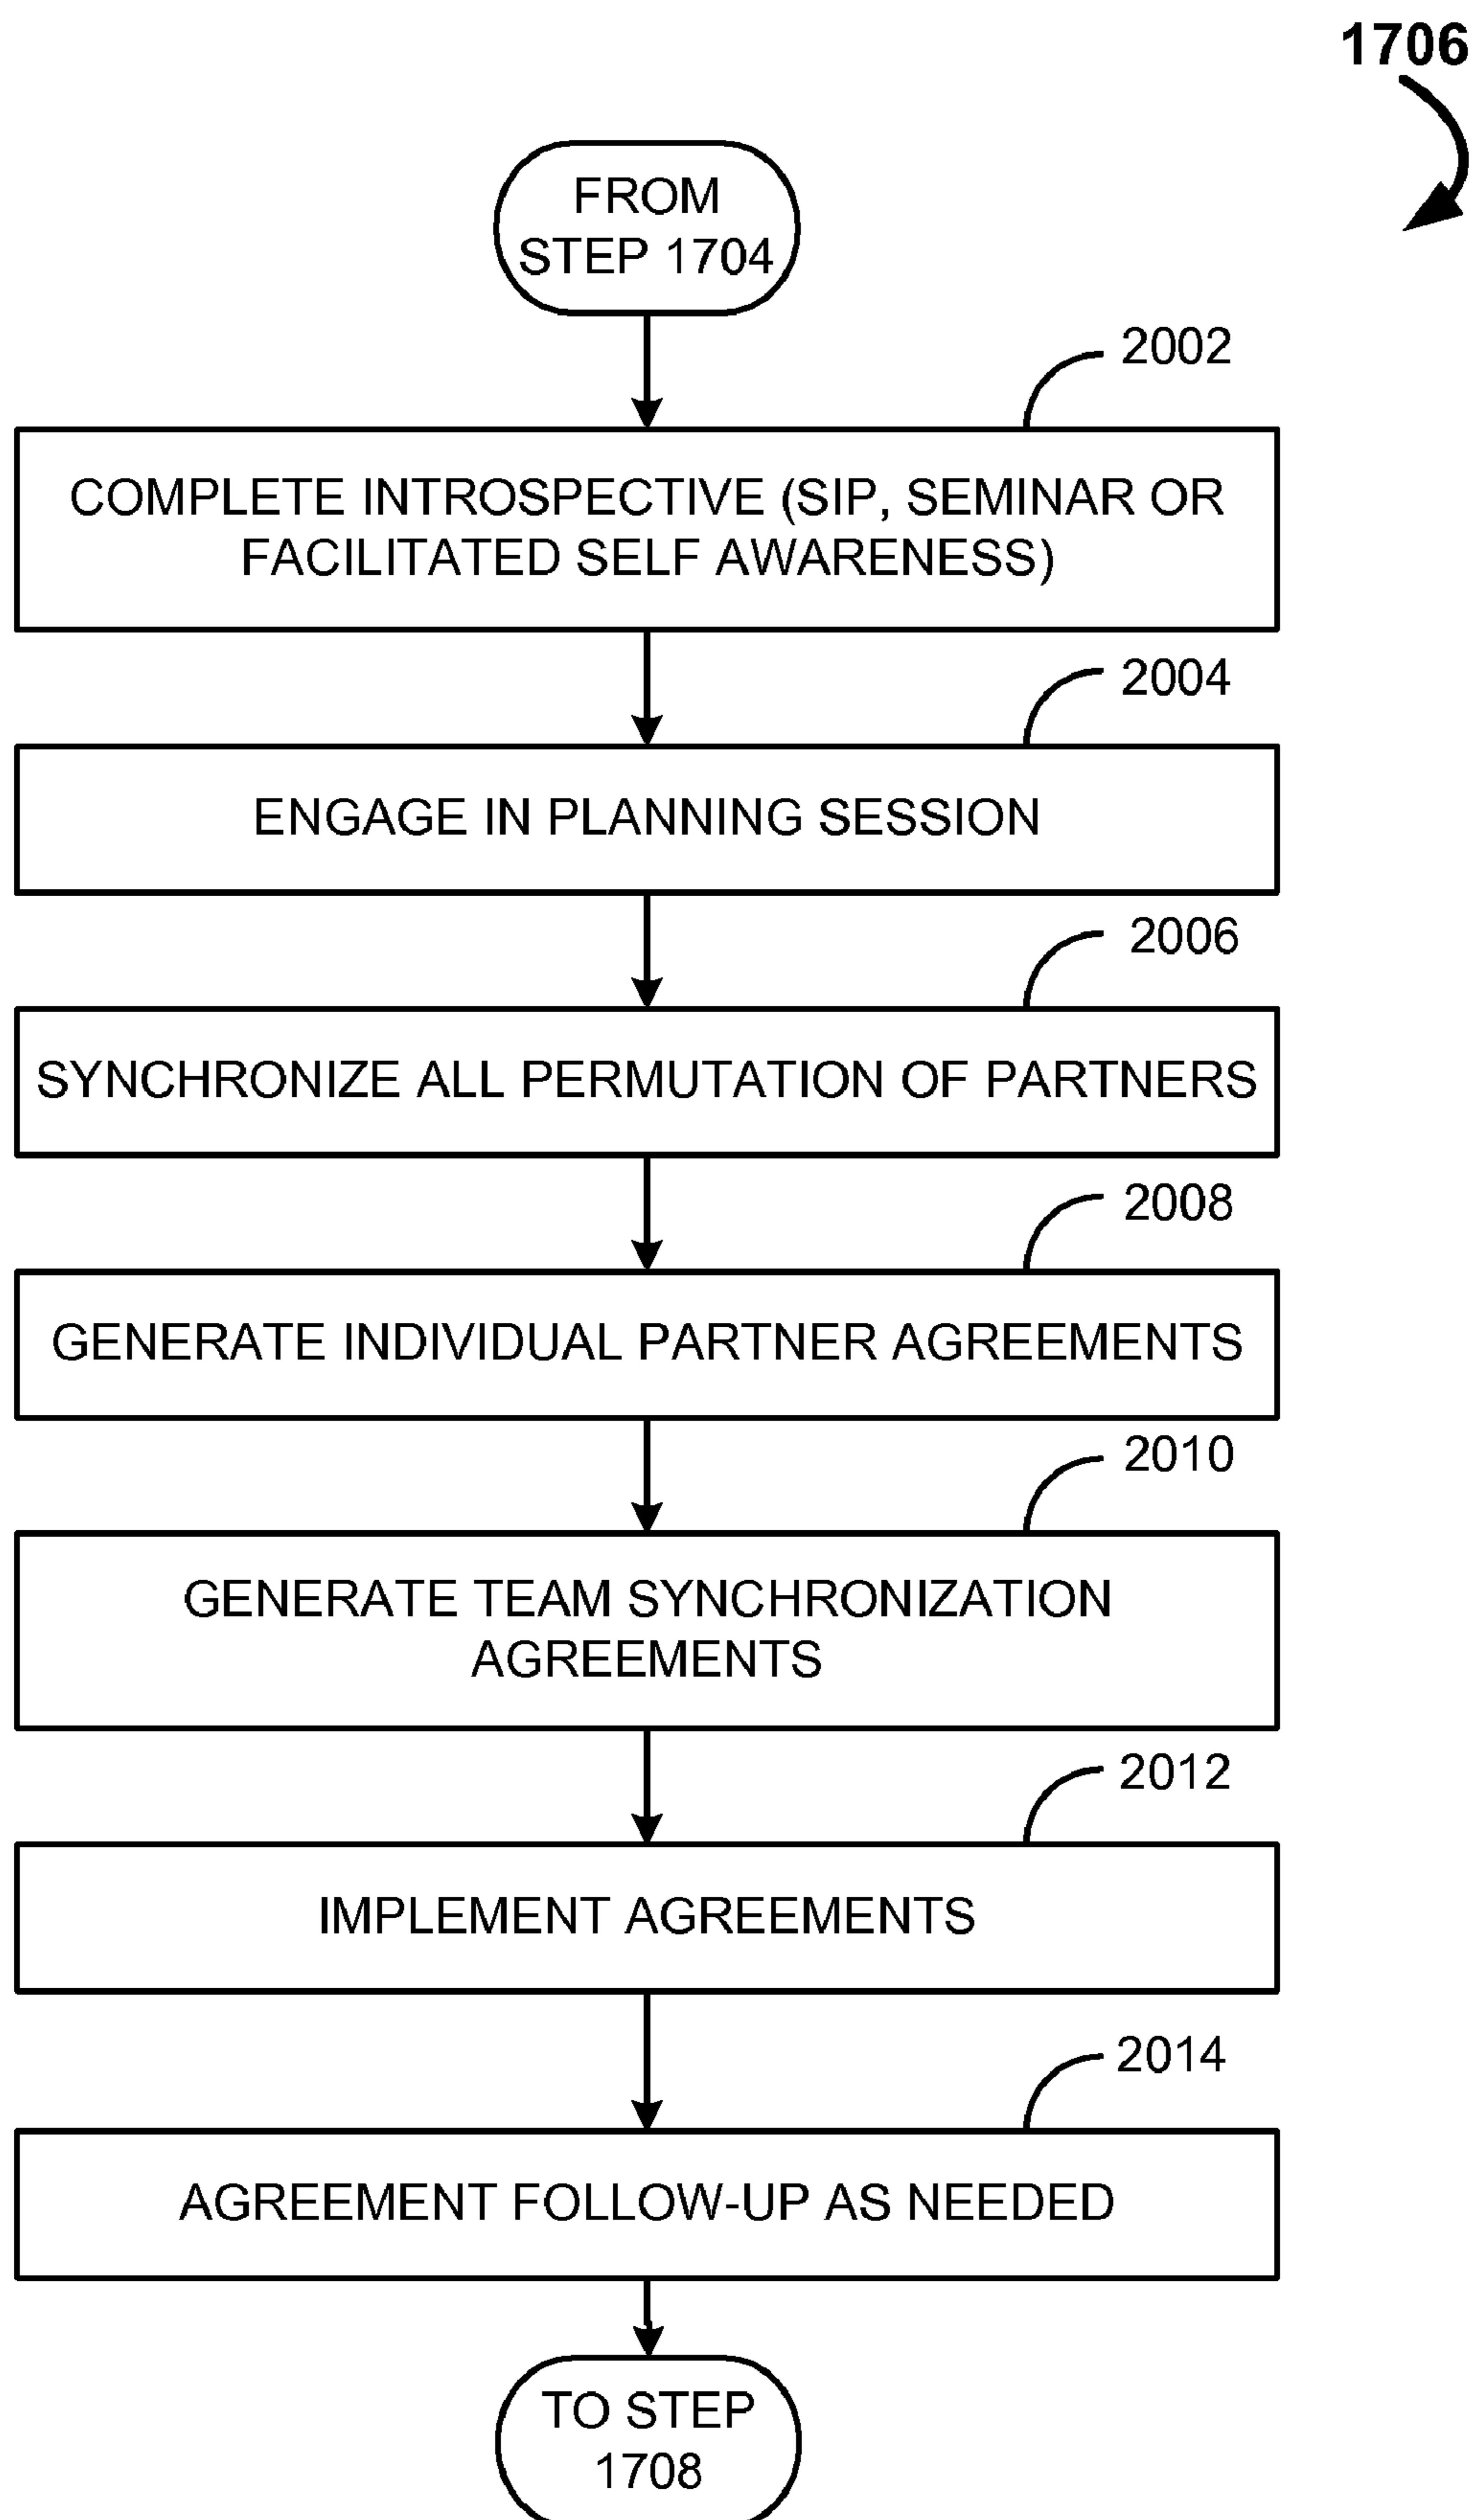 1706
FROM
STEP 1704
2002
COMPLETE INTROSPECTIVE (SIP, SEMINAR OR
FACILITATED SELF AWARENESS)
2004
ENGAGE IN PLANNING SESSION
2006
SYNCHRONIZE ALL PERMUTATION OF PARTNERS
2008
GENERATE INDIVIDUAL PARTNER AGREEMENTS
2010
GENERATE TEAM SYNCHRONIZATION
AGREEMENTS
2012
IMPLEMENT AGREEMENTS
2014
AGREEMENT FOLLOW-UP AS NEEDED
TO STEP
1708